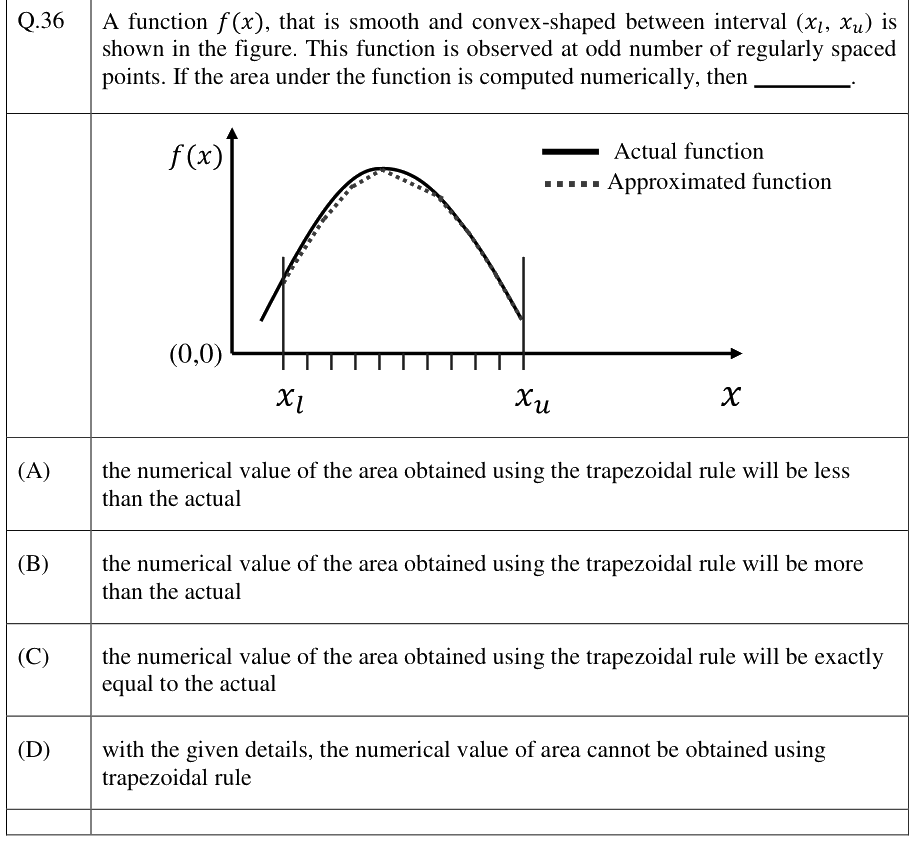 Q.36
A function f(x), that is smooth and convex-shaped between interval (xₗ, xᵤ) is
shown in the figure. This function is observed at odd number of regularly spaced
points. If the area under the function is computed numerically, then ________.
f(x)
Actual function
Approximated function
(0,0)
xₗ
xᵤ
x
(A)
the numerical value of the area obtained using the trapezoidal rule will be less
than the actual
(B)
the numerical value of the area obtained using the trapezoidal rule will be more
than the actual
(C)
the numerical value of the area obtained using the trapezoidal rule will be exactly
equal to the actual
(D)
with the given details, the numerical value of area cannot be obtained using
trapezoidal rule